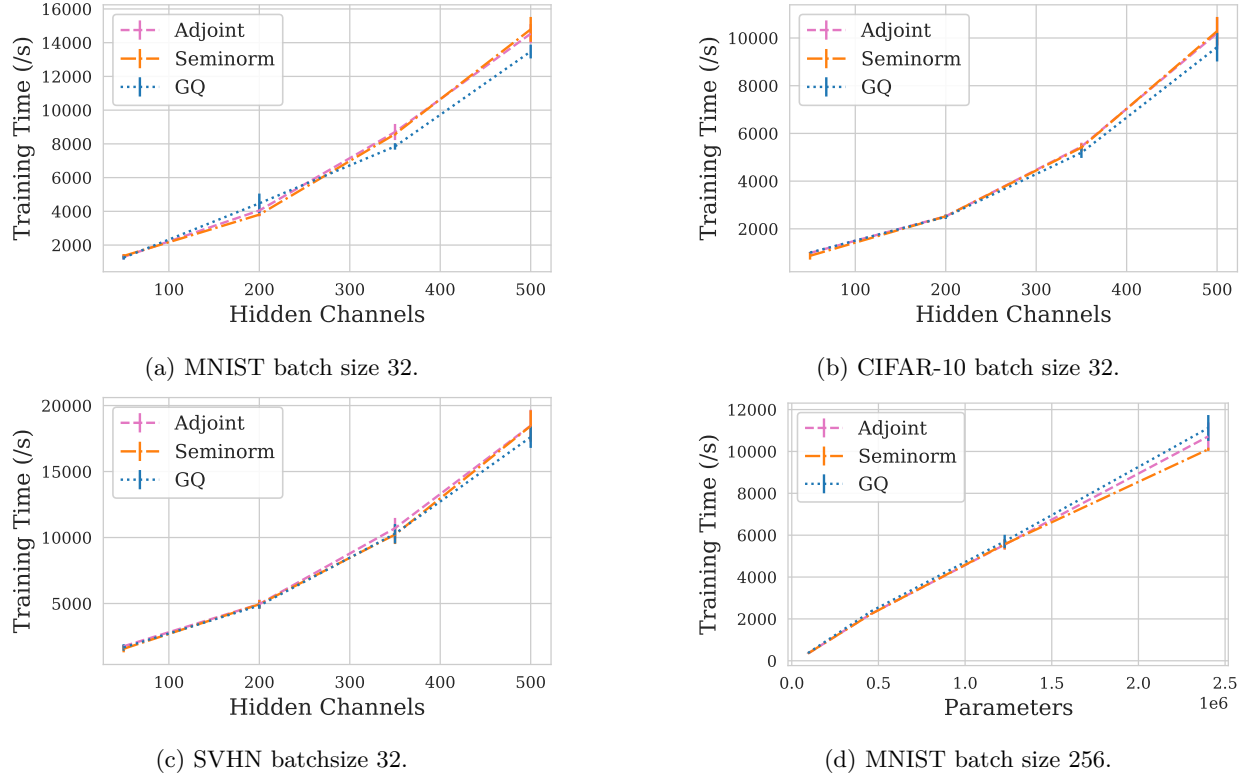 16000
14000
12000
10000
8000
6000
4000
2000
Training Time (/s)
Adjoint
Seminorm
GQ
100 200 300 400 500
Hidden Channels
(a) MNIST batch size 32.
10000
8000
6000
4000
2000
Training Time (/s)
Adjoint
Seminorm
GQ
100 200 300 400 500
Hidden Channels
(b) CIFAR-10 batch size 32.
20000
15000
10000
5000
Training Time (/s)
Adjoint
Seminorm
GQ
100 200 300 400 500
Hidden Channels
(c) SVHN batchsize 32.
12000
10000
8000
6000
4000
2000
0
Training Time (/s)
Adjoint
Seminorm
GQ
0.0 0.5 1.0 1.5 2.0 2.5
1e6
Parameters
(d) MNIST batch size 256.